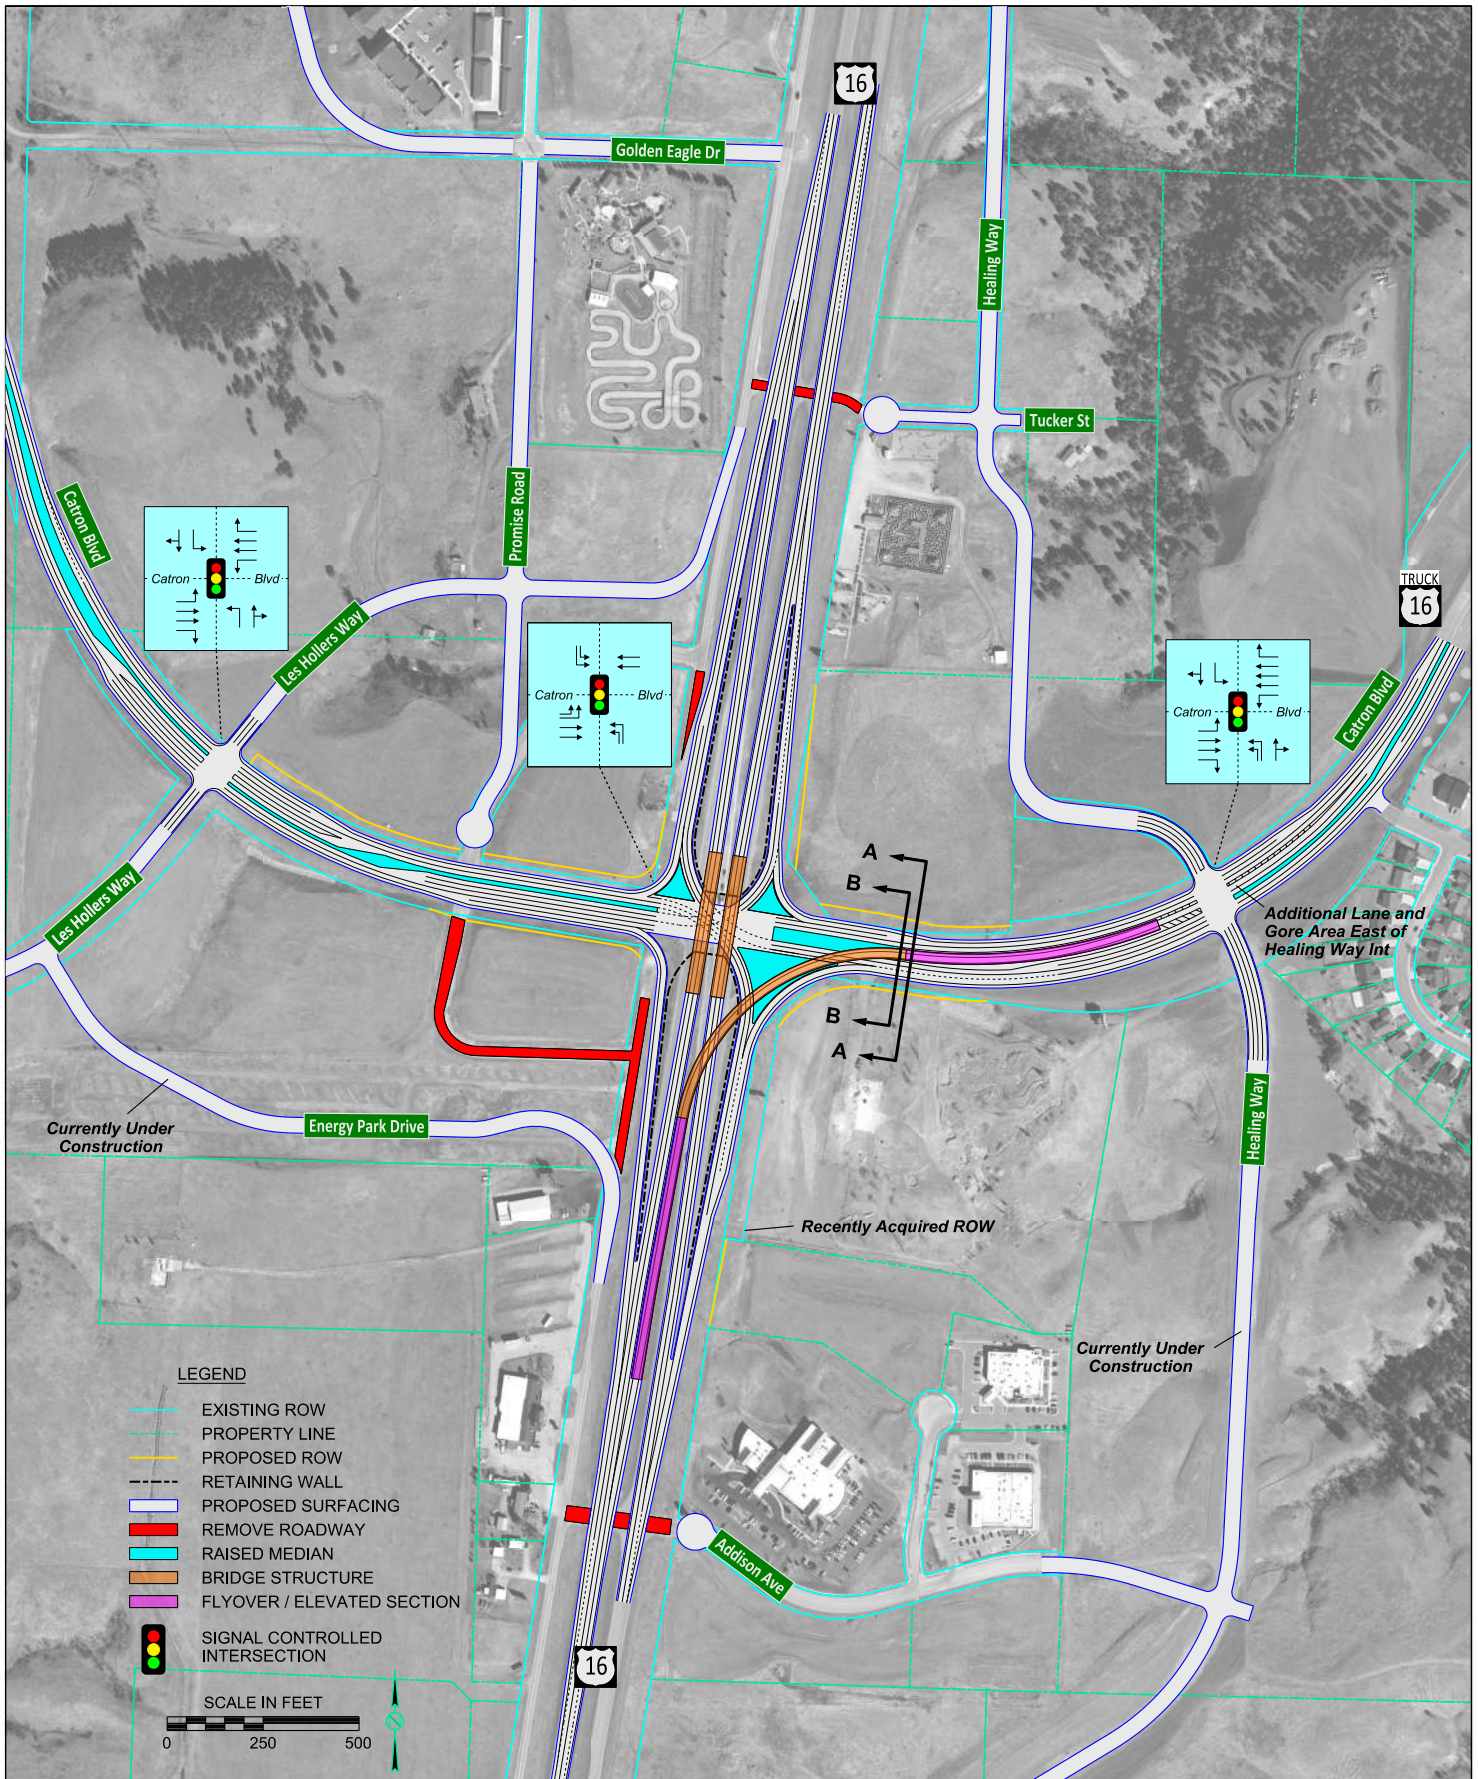 16
Golden Eagle Dr
Healing Way
Tucker St
Catron Blvd
Promise Road
Catron Blvd
Les Hollers Way
TRUCK
16
Catron Blvd
Catron Blvd
Catron Blvd
A
B
Les Hollers Way
Additional Lane and
Gore Area East of
Healing Way Int
B
A
Currently Under
Construction
Energy Park Drive
Healing Way
Recently Acquired ROW
Currently Under
Construction
LEGEND
EXISTING ROW
PROPERTY LINE
PROPOSED ROW
RETAINING WALL
PROPOSED SURFACING
REMOVE ROADWAY
RAISED MEDIAN
BRIDGE STRUCTURE
FLYOVER / ELEVATED SECTION
SIGNAL CONTROLLED
INTERSECTION
Addison Ave
16
SCALE IN FEET
0 250 500